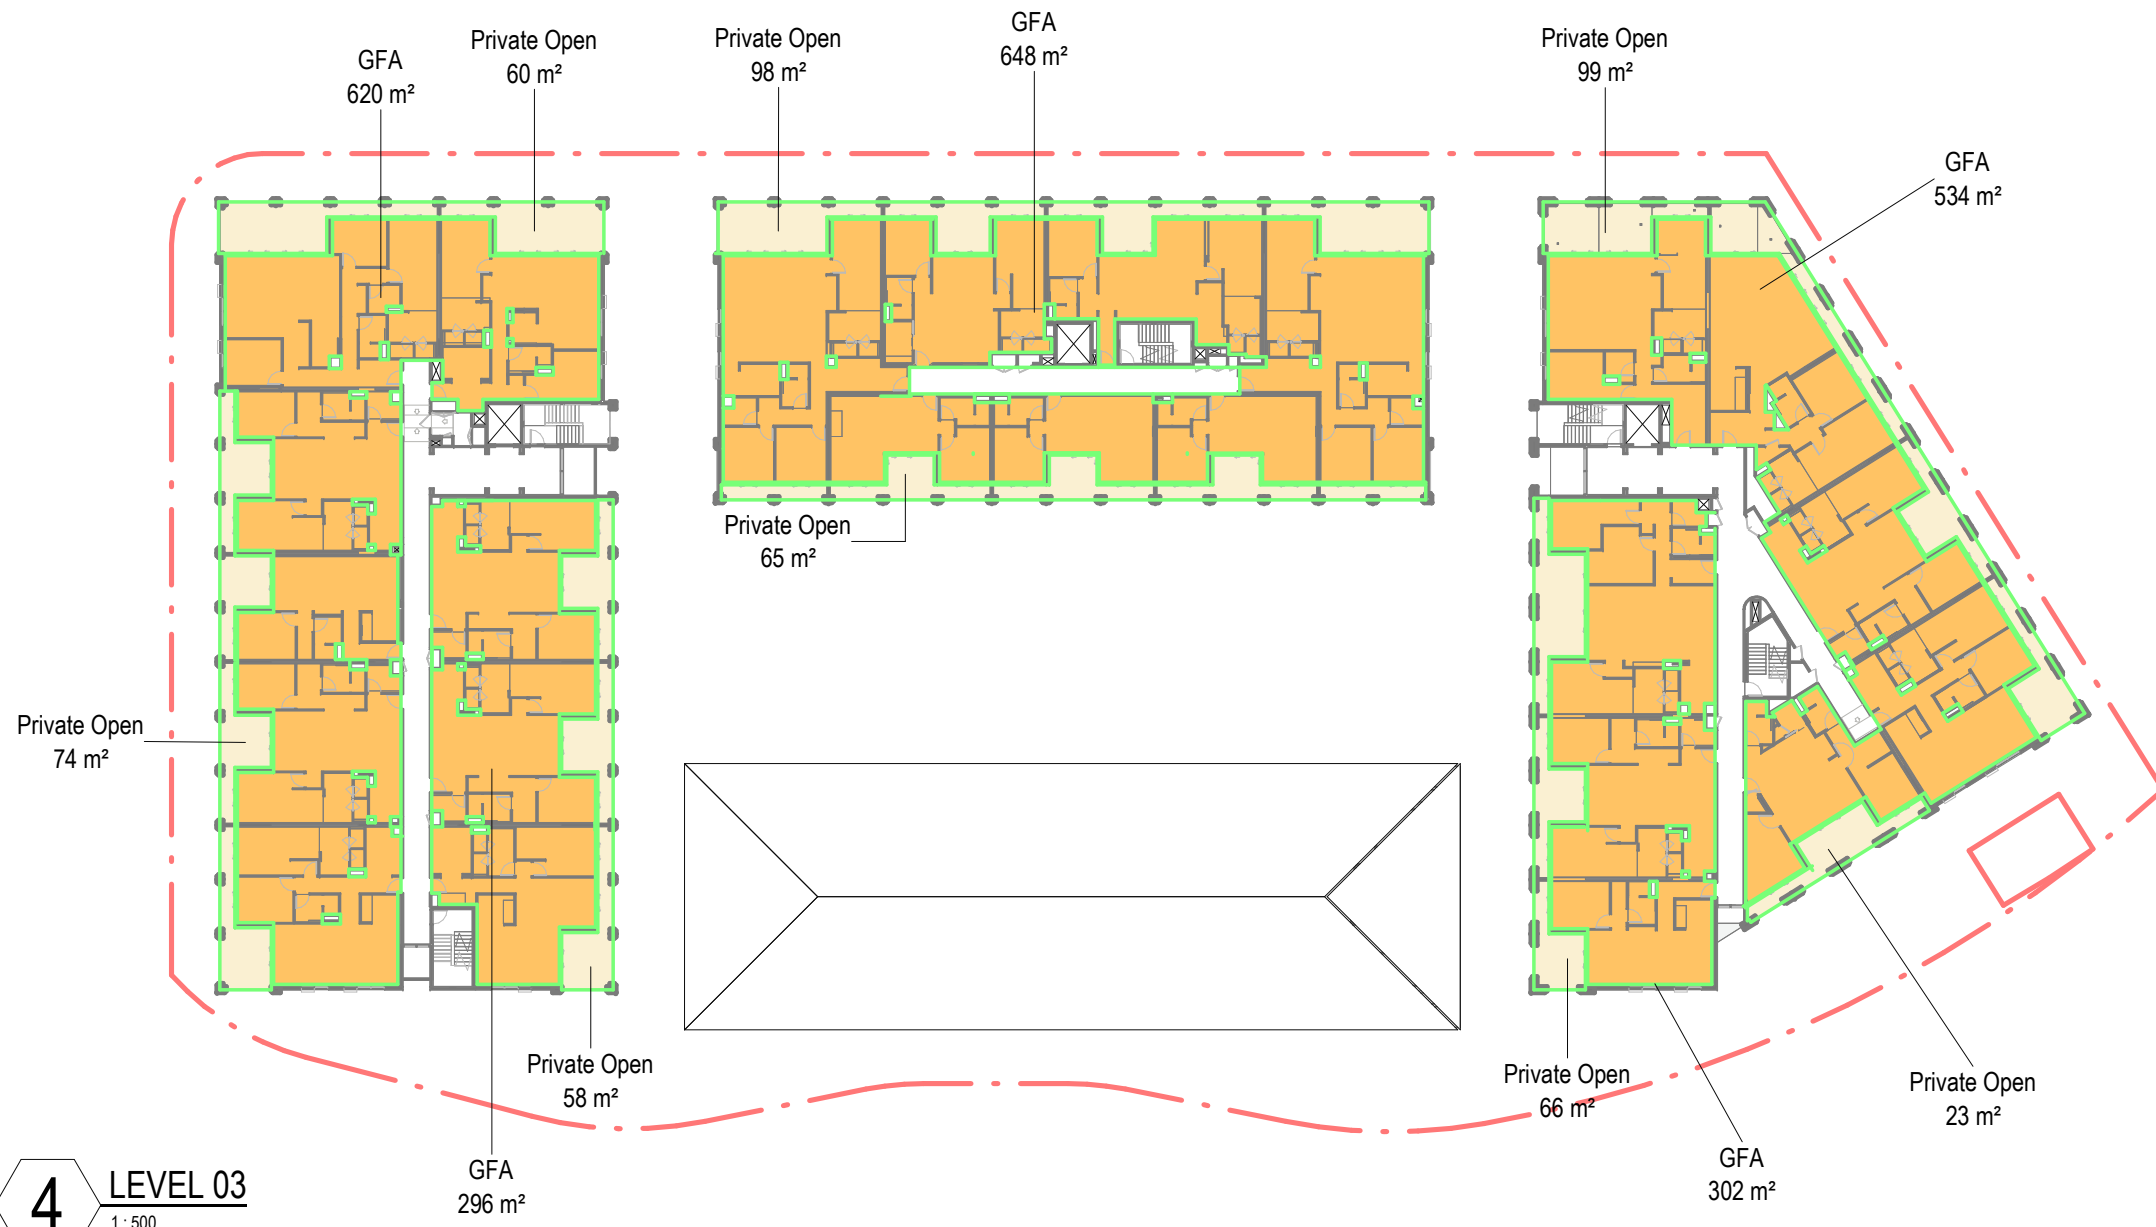 GFA
620 m²
Private Open
60 m²
Private Open
98 m²
GFA
648 m²
Private Open
99 m²
GFA
534 m²
Private Open
65 m²
Private Open
74 m²
Private Open
58 m²
Private Open
66 m²
Private Open
23 m²
GFA
296 m²
GFA
302 m²
4
LEVEL 03
1 : 500